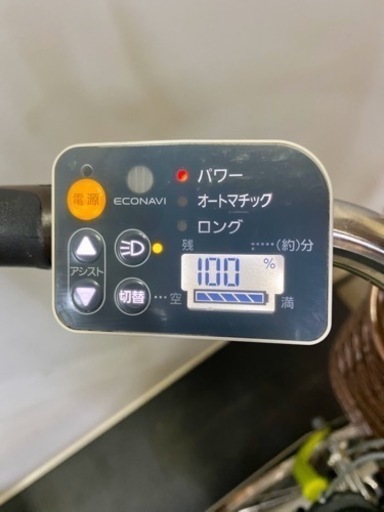 電源
ECONAVI
パワー
オートマチック
ロング
アシスト
切替
残 ‥‥‥(約)分
100 %
‥‥空
満